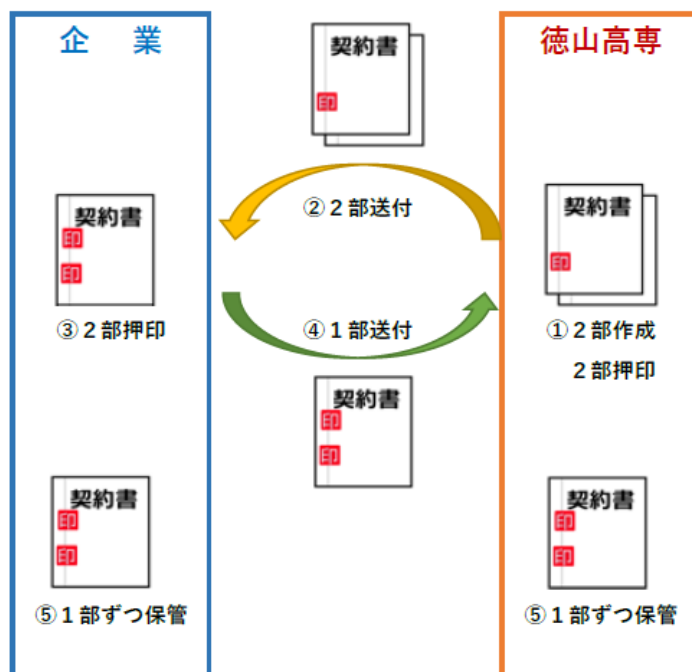 企　業
徳山高専
契約書
印
②２部送付
契約書
印
印
③２部押印
契約書
印
①２部作成
２部押印
④１部送付
契約書
印
印
契約書
印
印
⑤１部ずつ保管
契約書
印
印
⑤１部ずつ保管